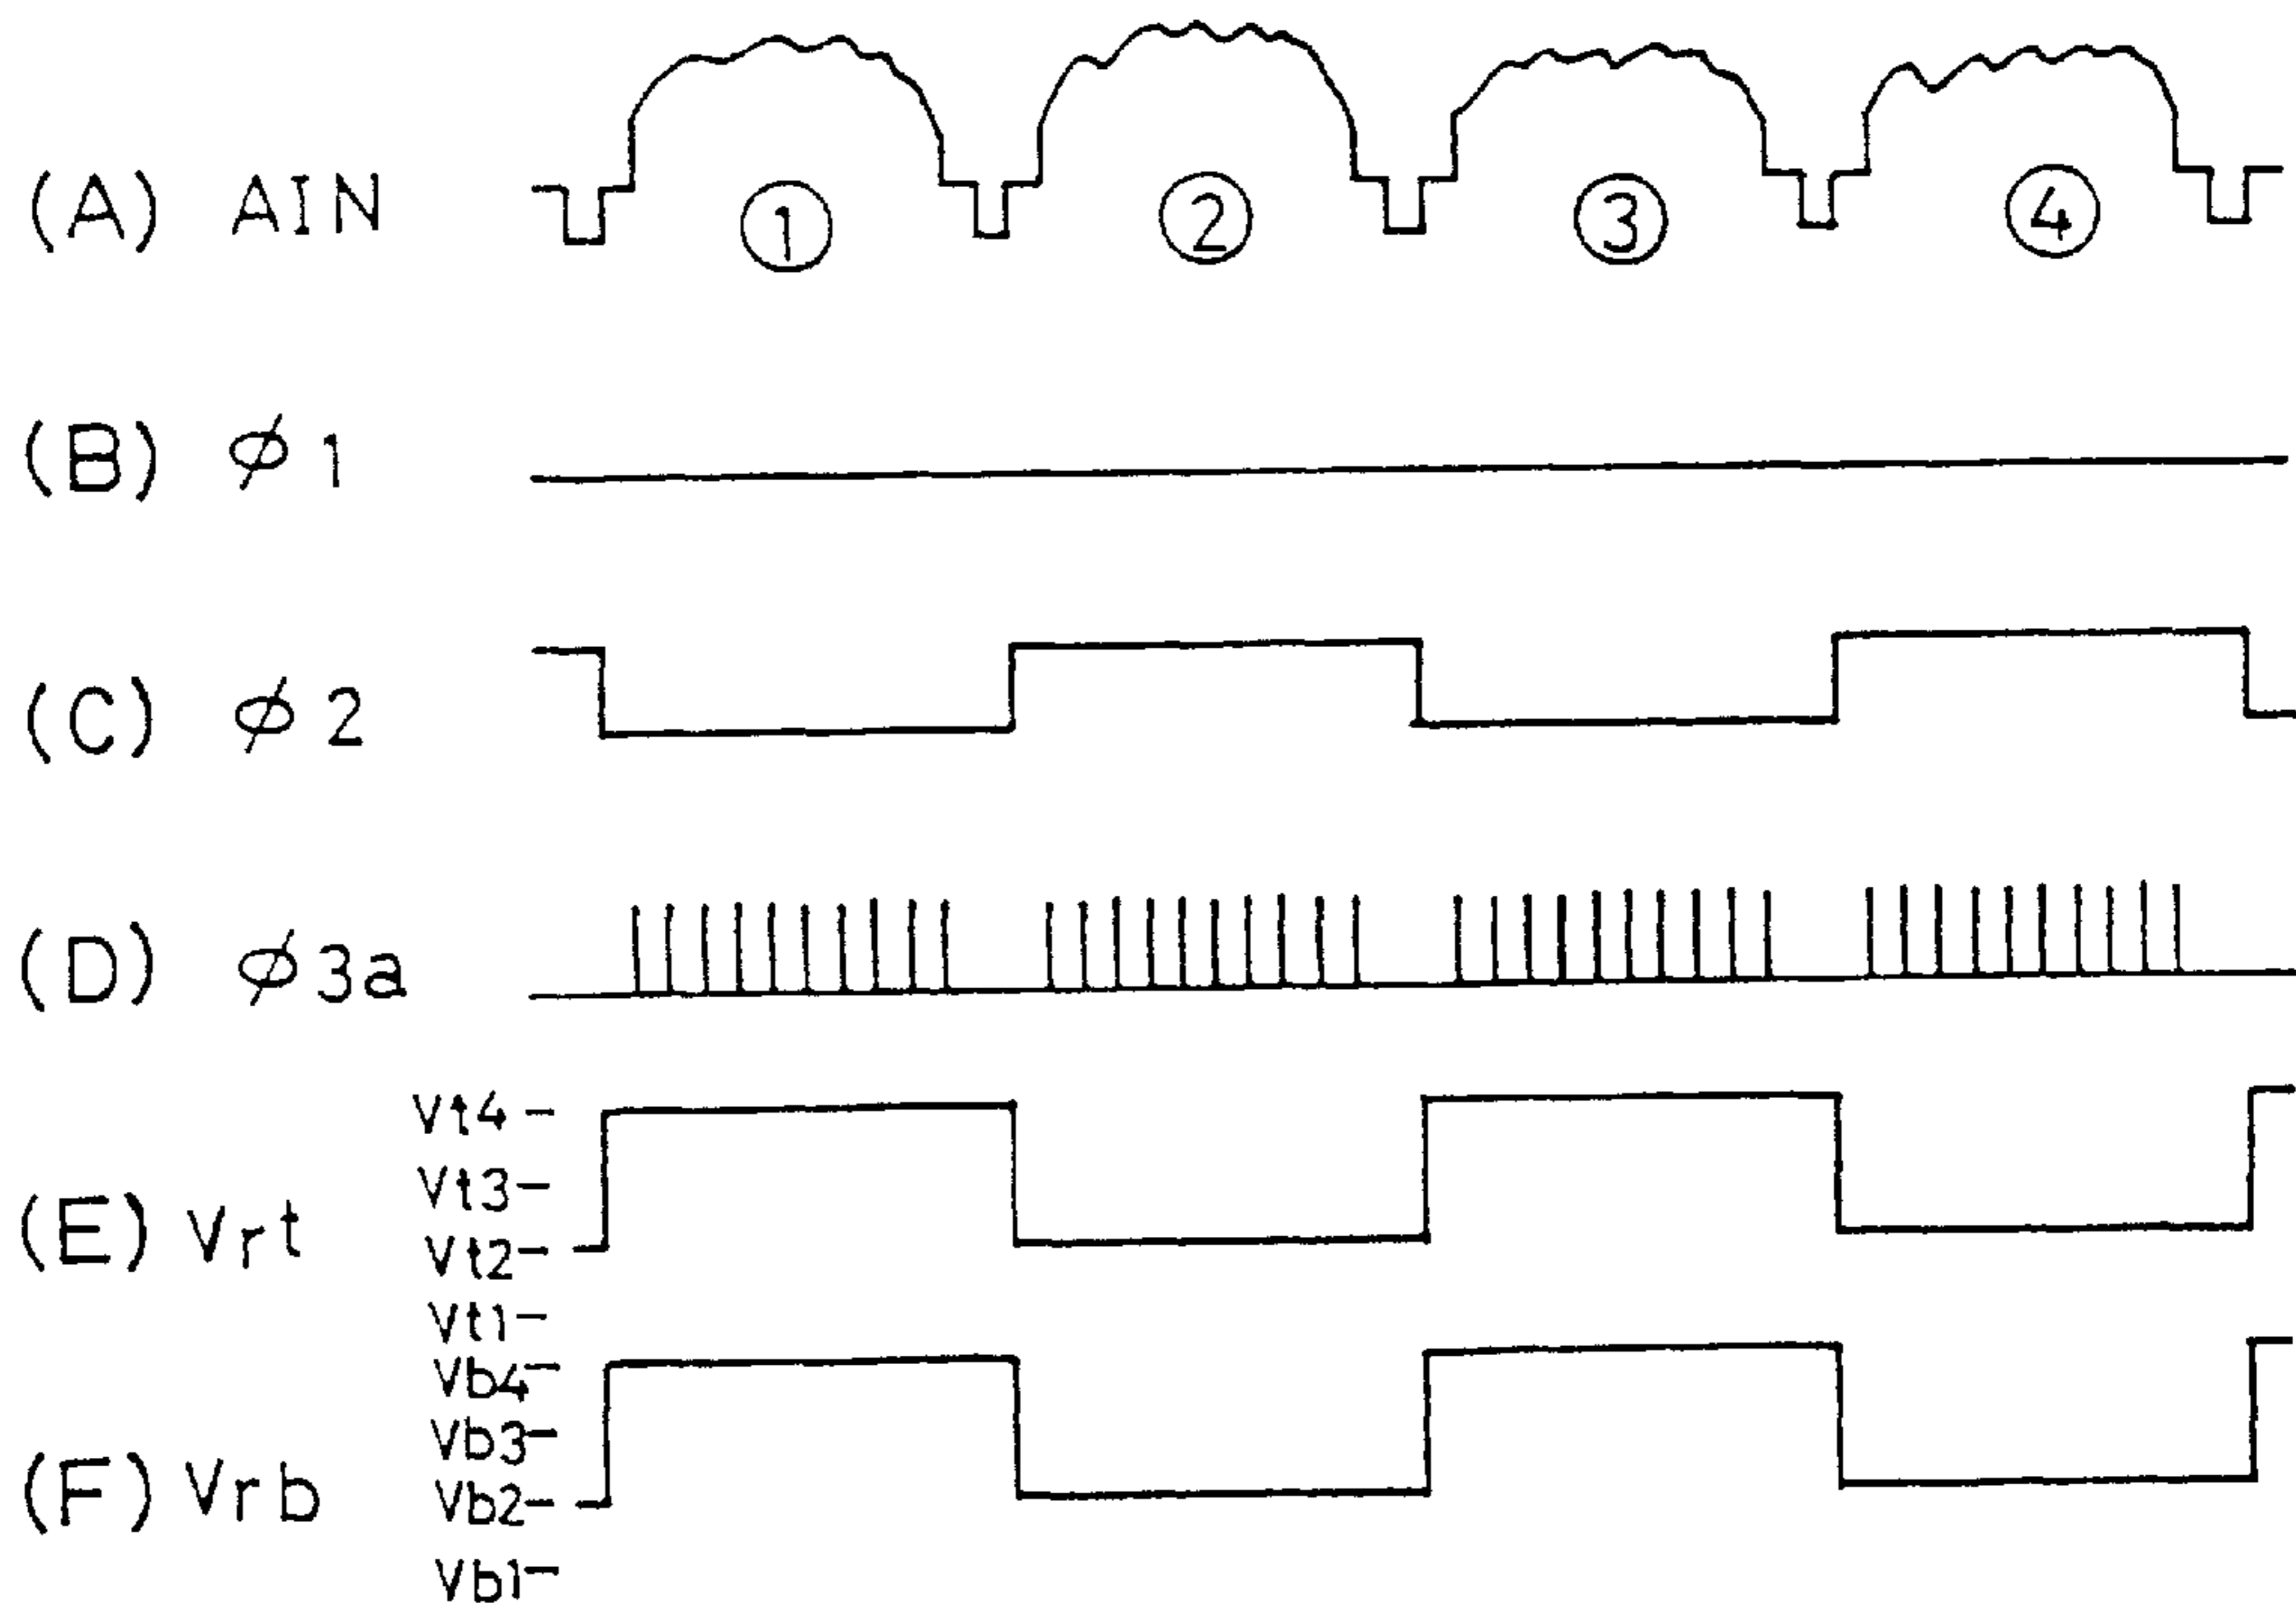 (A) AIN
① ② ③ ④
(B) ϕ1
(C) ϕ2
(D) ϕ3a
(E) Vrt
Vt4
Vt3
Vt2
Vt1
(F) Vrb
Vb4
Vb3
Vb2
Vb1